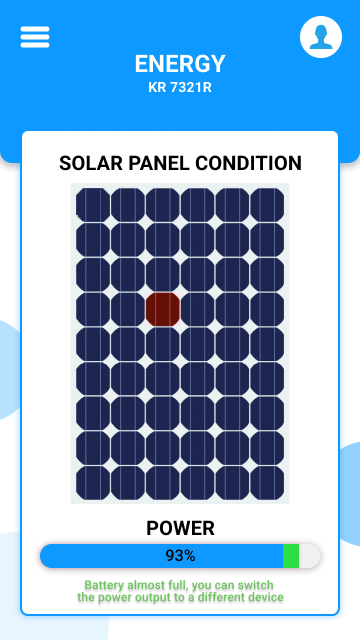 ENERGY
KR 7321R
SOLAR PANEL CONDITION
POWER
93%
Battery almost full, you can switch
the power output to a different device